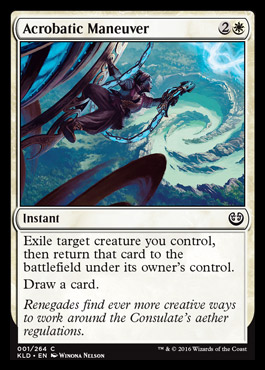 Acrobatic Maneuver 2
Instant
Exile target creature you control,
then return that card to the
battlefield under its owner's control.
Draw a card.
Renegades find ever more creative ways
to work around the Consulate's aether
regulations.
001/264 C
KLD • EN Winona Nelson
™ & © 2016 Wizards of the Coast